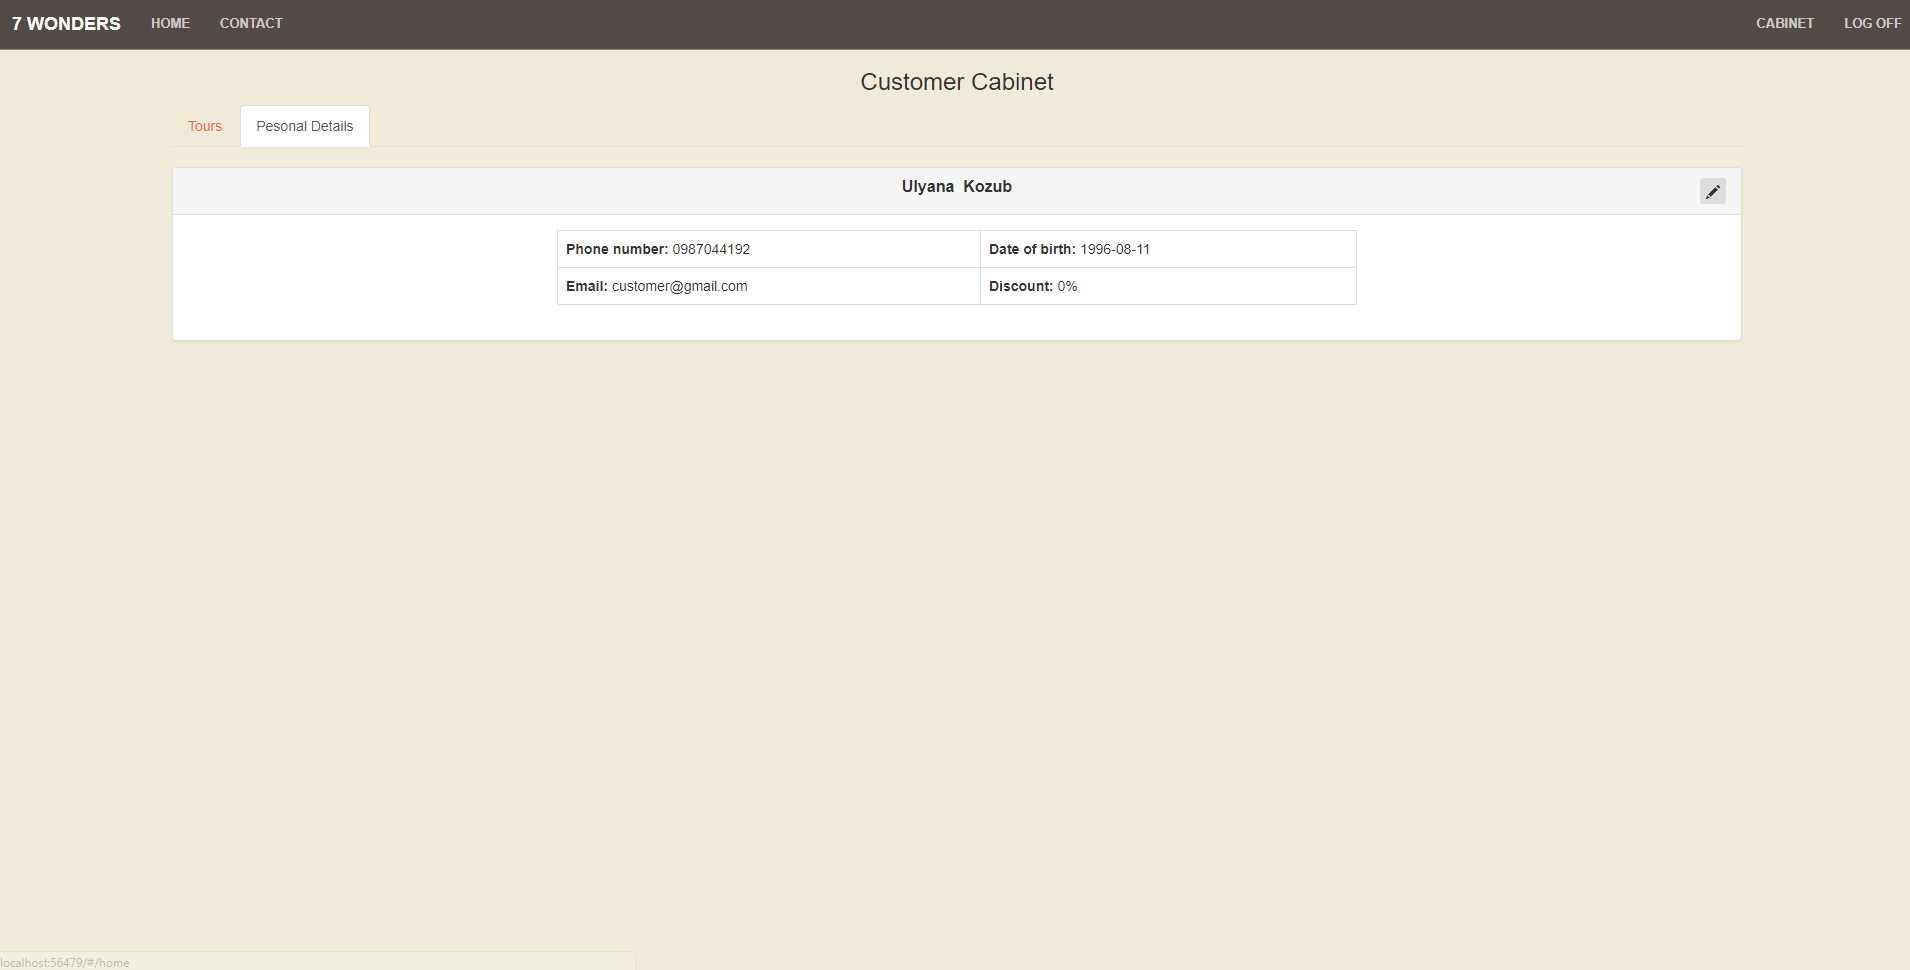 7 WONDERS HOME CONTACT CABINET LOG OFF
Customer Cabinet
Tours Pesonal Details
Ulyana Kozub
Phone number: 0987044192 Date of birth: 1996-08-11
Email: customer@gmail.com Discount: 0%
localhost:56479/#/home